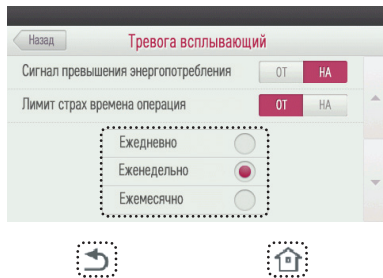 Назад
Тревога всплывающий
Сигнал превышения энергопотребления ОТ НА
Лимит страх времена операция ОТ НА
Ежедневно
Еженедельно
Ежемесячно